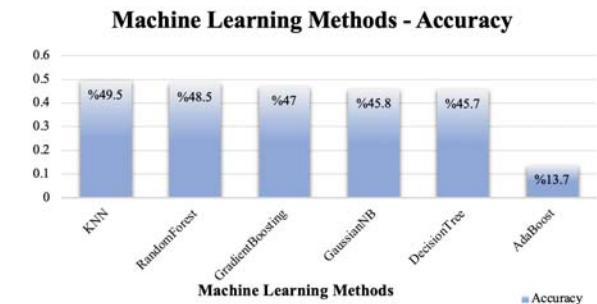 Machine Learning Methods - Accuracy
0.6
0.5
0.4
0.3
0.2
0.1
0
%49.5
%48.5
%47
%45.8
%45.7
%13.7
KNN
RandomForest
GradientBoosting
GaussianNB
DecisionTree
AdaBoost
Machine Learning Methods
Accuracy